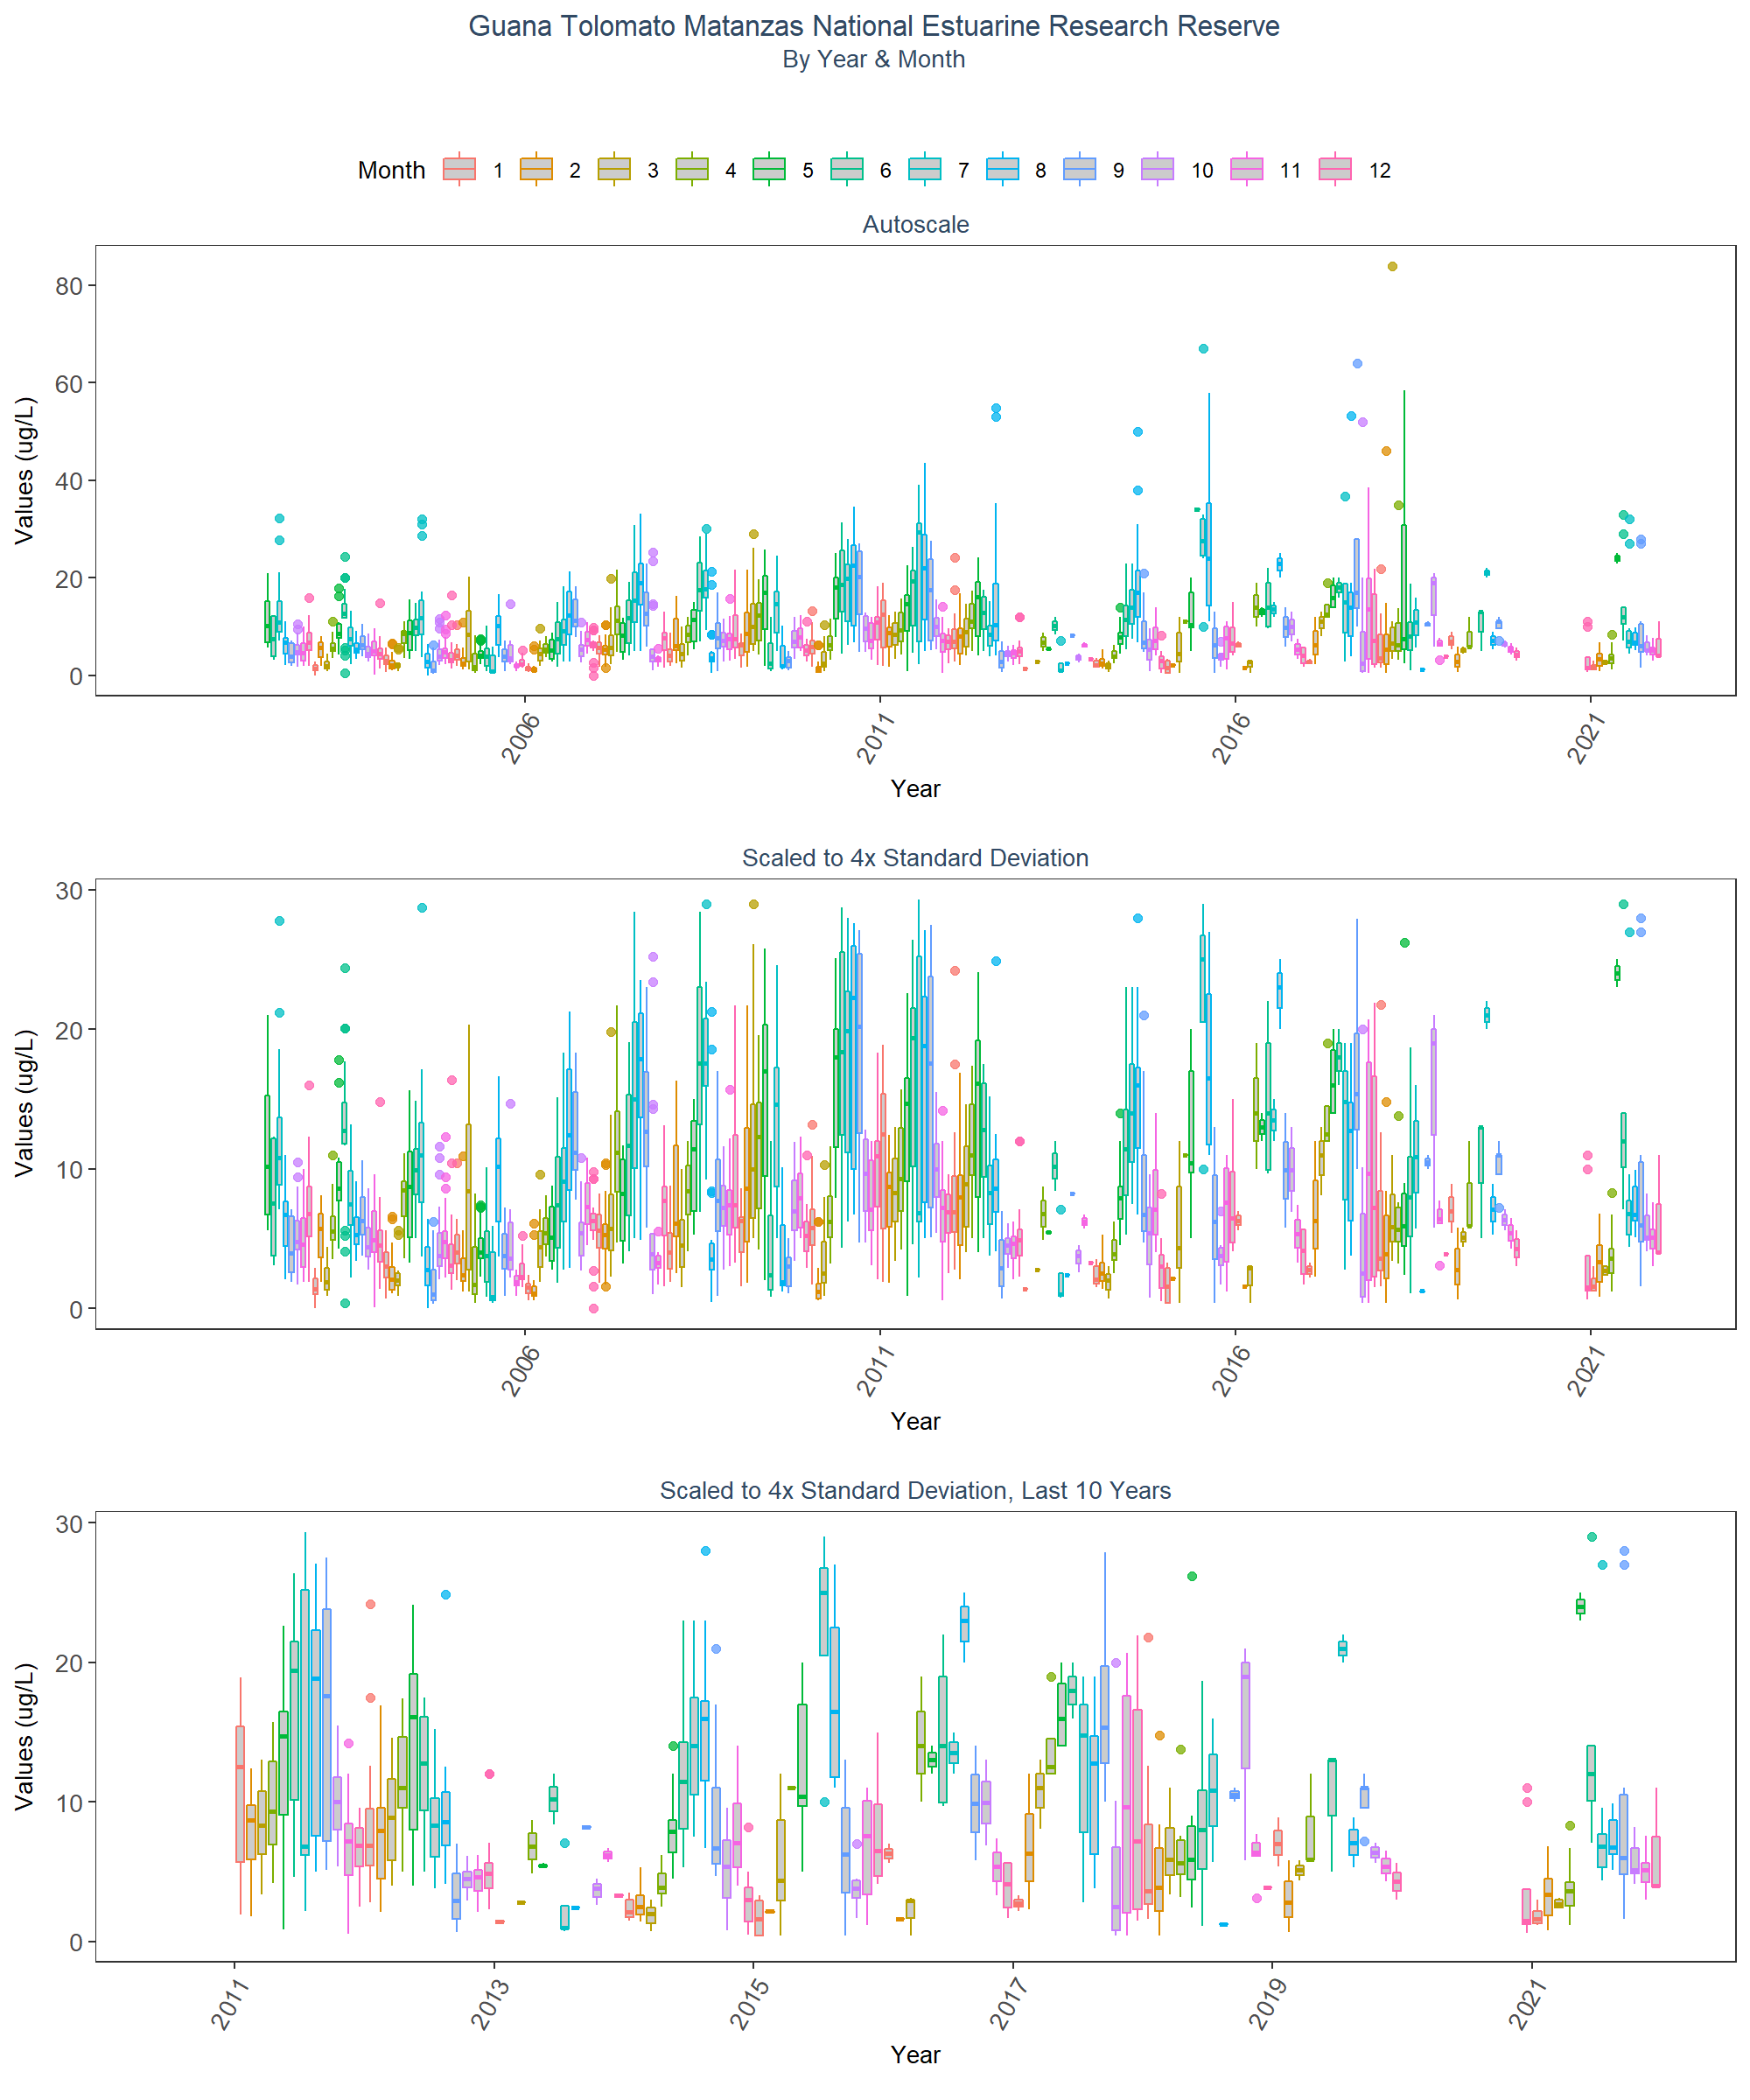 Guana Tolomato Matanzas National Estuarine Research Reserve
By Year & Month
Month 1 2 3 4 5 6 7 8 9 10 11 12
Autoscale
Values (ug/L)
80
60
40
20
0
2006 2011 2016 2021
Year
Scaled to 4x Standard Deviation
Values (ug/L)
30
20
10
0
2006 2011 2016 2021
Year
Scaled to 4x Standard Deviation, Last 10 Years
Values (ug/L)
30
20
10
0
2011 2013 2015 2017 2019 2021
Year